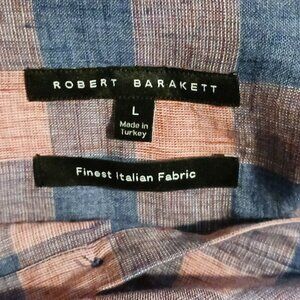 ROBERT BARAKETT
L
Made in
Turkey
Finest Italian Fabric